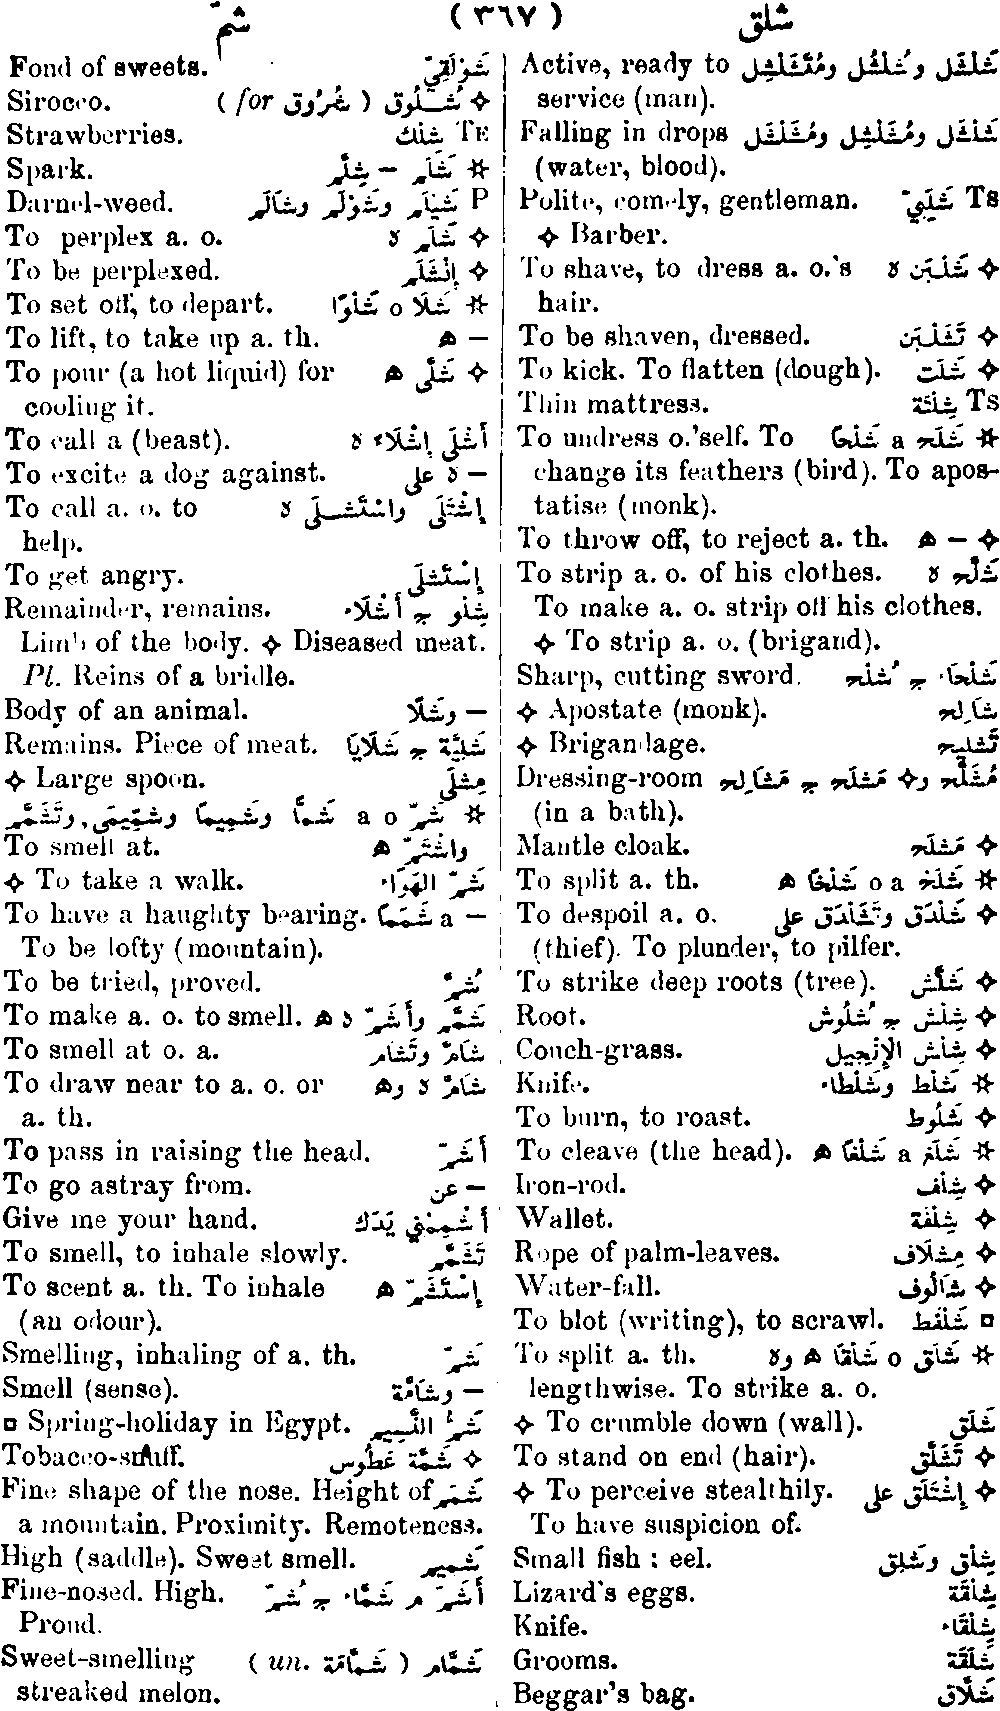 شلق ( ٣٦٧ ) شمّ
Active, ready to شَلْشَل وشُلْشُل ومُتَشَلْشِل
service (man).
Falling in drops شَلْشَل ومُشَلْشِل ومُشَلْشَل
(water, blood).
Polite, comely, gentleman. شَلَبِيّ Ts
✧ Barber.
To shave, to dress a. o.'s شَلْبَن ه ✧
hair.
To be shaven, dressed. تَشَلْبَن ✧
To kick. To flatten (dough). شَلَت ✧
Thin mattress. شِلْتَة Ts
To undress o.'self. To شَلَح a شَلْحًا ☆
change its feathers (bird). To apos-
tatise (monk).
To throw off, to reject a. th. ه — ✧
To strip a. o. of his clothes. شَلَّح ه
To make a. o. strip off his clothes.
✧ To strip a. o. (brigand).
Sharp, cutting sword. شَلْحَاء ج شُلْح
✧ Apostate (monk). شَالِح
✧ Brigandage. تَشْلِيح
Dressing-room مُشَلَّح و✧ مَشْلَح ج مَشَالِح
(in a bath).
Mantle cloak. مَشْلَح ✧
To split a. th. شَلَخ o a شَلْخًا ه ☆
To despoil a. o. شَلْدَق وتَشَلْدَق على ✧
(thief). To plunder, to pilfer.
To strike deep roots (tree). شَلَّش ✧
Root. شِلْش ج شُلُوش ✧
Couch-grass. شِلْش الإِنْجِيل ✧
Knife. شَلْط وشَلْطَاء ☆
To burn, to roast. شَلْوَط ✧
To cleave (the head). شَلَغ a شَلْغًا ه ☆
Iron-rod. شِلْف ✧
Wallet. شِلْفَة ✧
Rope of palm-leaves. مِشْلَاف ✧
Water-fall. شَالُوف ✧
To blot (writing), to scrawl. شَلْفَط ▫
To split a. th. شَلَق o شَلْقًا ه وه ☆
lengthwise. To strike a. o.
✧ To crumble down (wall). شَلَق
To stand on end (hair). تَشَلَّق ✧
✧ To perceive stealthily. إِشْتَلَق على ✧
To have suspicion of.
Small fish : eel. شِلْق وشَلِق
Lizard's eggs. شِلْقَة
Knife. شِلْقَاء
Grooms. شَلَقَة
Beggar's bag. شَلَّاق
Fond of sweets. شَوْلَقِيّ
Sirocco. ( for شُرُوق ) شُلُوق ✧
Strawberries. شِلِك TE
Spark. شَلَم — شِلَّم ☆
Darnel-weed. شَيْلَم وشَوْلَم وشَالَم P
To perplex a. o. شَلَّم ه ✧
To be perplexed. إِنْشَلَم ✧
To set off, to depart. شَلَا o شَلْوًا ☆
To lift, to take up a. th. ه —
To pour (a hot liquid) for شَلَّى ه ✧
cooling it.
To call a (beast). أَشْلَى إِشْلَاء ه
To excite a dog against. ه على —
To call a. o. to إِشْتَلَى واسْتَشْلَى ه
help.
To get angry. إِسْتَشْلَى
Remainder, remains. شِلْو ج أَشْلَاء
Limb of the body. ✧ Diseased meat.
Pl. Reins of a bridle.
Body of an animal. وشَلًا —
Remains. Piece of meat. شَلِيَّة ج شَلَايَا
✧ Large spoon. مِشْلَى
☆ شَمّ a o شَمًّا وشَمِيمًا وشِمِّيمَى، وتَشَمَّم
To smell at. واشْتَمّ ه
✧ To take a walk. شَمّ الهَوَاء
To have a haughty bearing. شَمَمًا a —
To be lofty (mountain).
To be tried, proved. شُمّ
To make a. o. to smell. شَمَّم وأَشَمّ ه ه
To smell at o. a. شَامّ وتَشَامّ
To draw near to a. o. or شَامّ ه وه
a. th.
To pass in raising the head. أَشَمّ
To go astray from. عن —
Give me your hand. أَشْمِمْنِي يَدَك
To smell, to inhale slowly. تَشَمَّم
To scent a. th. To inhale إِسْتَشَمّ ه
(an odour).
Smelling, inhaling of a. th. شَمّ
Smell (sense). وشَامَّة —
▫ Spring-holiday in Egypt. شَمّ النَّسِيم
Tobacco-snuff. شَمَّة عَطُوس ✧
Fine shape of the nose. Height of شَمَم
a mountain. Proximity. Remoteness.
High (saddle). Sweet smell. شَمِيم
Fine-nosed. High. أَشَمّ م شَمَّاء ج شُمّ
Proud.
Sweet-smelling ( un. شَمَّامَة ) شَمَّام
streaked melon.